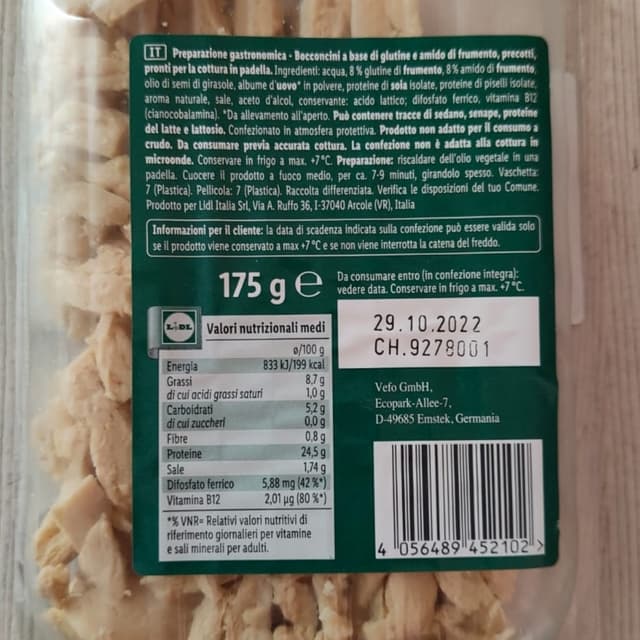 IT Preparazione gastronomica - Bocconcini a base di glutine e amido di frumento, precotti,
pronti per la cottura in padella. Ingredienti: acqua, 8% glutine di frumento, 8% amido di frumento,
olio di semi di girasole, albume d'uovo* in polvere, proteine di soia isolate, proteine di piselli isolate,
aroma naturale, sale, aceto d'alcol, conservante: acido lattico; difosfato ferrico, vitamina B12
(cianocobalamina). *Da allevamento all'aperto. Può contenere tracce di sedano, senape, proteine
del latte e lattosio. Confezionato in atmosfera protettiva. Prodotto non adatto per il consumo a
crudo. Da consumare previa accurata cottura. La confezione non è adatta alla cottura in
microonde. Conservare in frigo a max. +7°C. Preparazione: riscaldare dell'olio vegetale in una
padella. Cuocere il prodotto a fuoco medio, per ca. 7-9 minuti, girandolo spesso. Vaschetta:
7 (Plastica). Pellicola: 7 (Plastica). Raccolta differenziata. Verifica le disposizioni del tuo Comune.
Prodotto per Lidl Italia Srl, Via A. Ruffo 36, I-37040 Arcole (VR), Italia
Informazioni per il cliente: la data di scadenza indicata sulla confezione può essere valida solo
se il prodotto viene conservato a max +7°C e se non viene interrotta la catena del freddo.
175 g e
Da consumare entro (in confezione integra):
vedere data. Conservare in frigo a max. +7°C.
29.10.2022
CH.9278001
LIDL
Valori nutrizionali medi
ø/100 g
Energia 833 kJ/199 kcal
Grassi 8,7 g
di cui acidi grassi saturi 1,0 g
Carboidrati 5,2 g
di cui zuccheri 0,0 g
Fibre 0,8 g
Proteine 24,5 g
Sale 1,74 g
Difosfato ferrico 5,88 mg (42 %*)
Vitamina B12 2,01 µg (80 %*)
*% VNR= Relativi valori nutritivi di
riferimento giornalieri per vitamine
e sali minerali per adulti.
Vefo GmbH,
Ecopark-Allee-7,
D-49685 Emstek, Germania
4 056489 452102 >